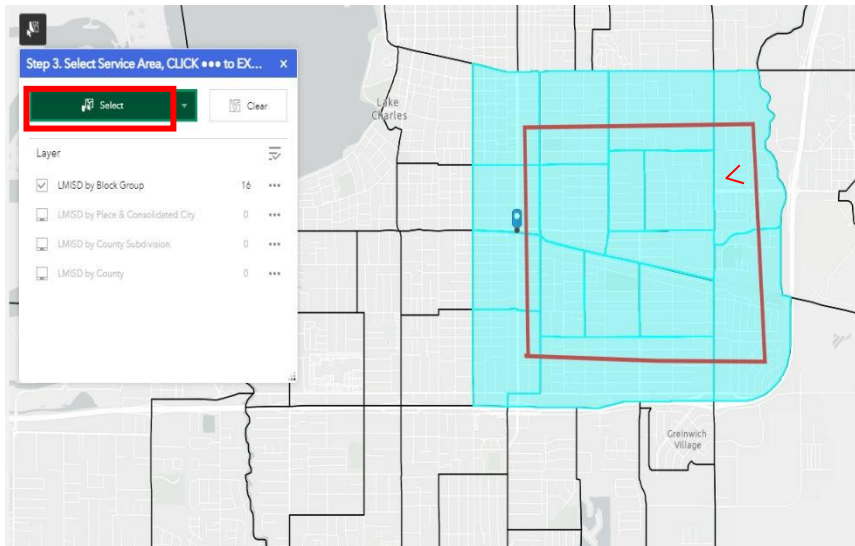 Step 3. Select Service Area, CLICK ●●● to EX... ×
Select
Clear
Layer
LMISD by Block Group 16 •••
LMISD by Place & Consolidated City 0 •••
LMISD by County Subdivision 0 •••
LMISD by County 0 •••
Lake
Charles
Greinwich
Village